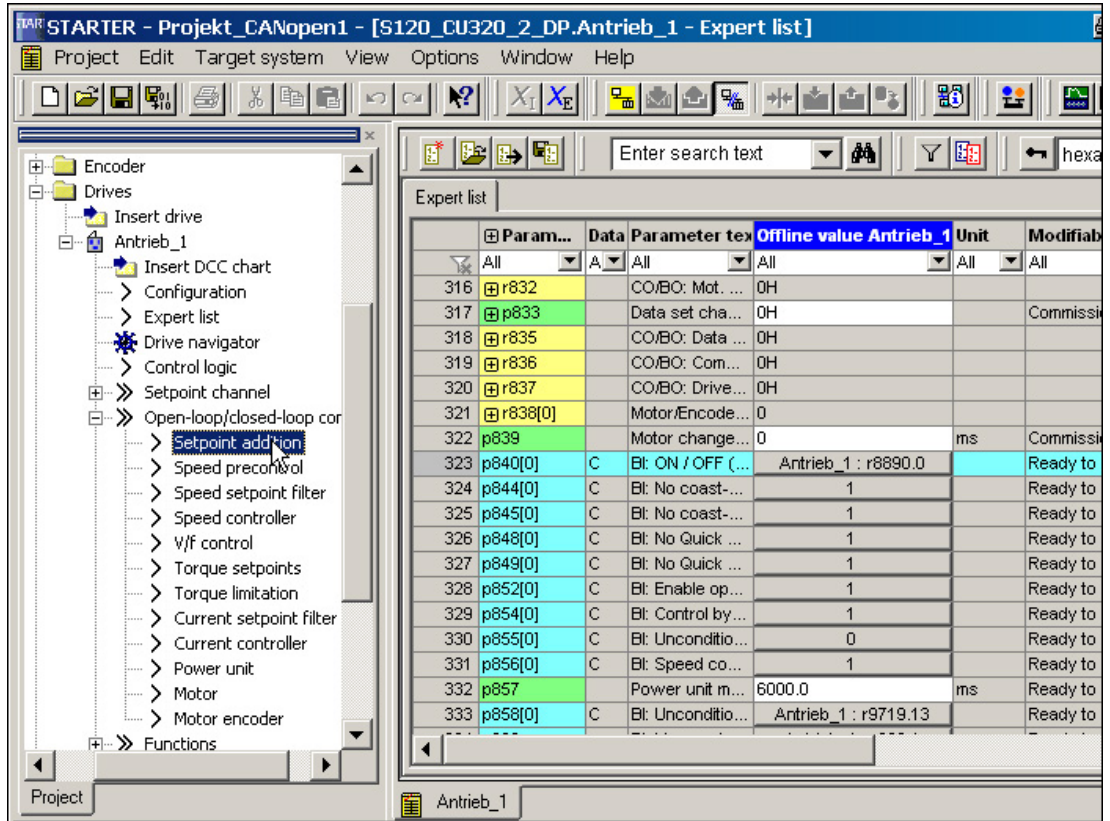 STARTER - Projekt_CANopen1 - [S120_CU320_2_DP.Antrieb_1 - Expert list]
Project Edit Target system View Options Window Help
Enter search text hexa
Encoder
Drives
Insert drive
Antrieb_1
Insert DCC chart
Configuration
Expert list
Drive navigator
Control logic
Setpoint channel
Open-loop/closed-loop cor
Setpoint addition
Speed precontrol
Speed setpoint filter
Speed controller
V/f control
Torque setpoints
Torque limitation
Current setpoint filter
Current controller
Power unit
Motor
Motor encoder
Functions
Project
Expert list
Param... Data Parameter tex Offline value Antrieb_1 Unit Modifiab
All A All All All All
316 r832 CO/BO: Mot. ... 0H
317 p833 Data set cha... 0H Commissi
318 r835 CO/BO: Data ... 0H
319 r836 CO/BO: Com... 0H
320 r837 CO/BO: Drive... 0H
321 r838[0] Motor/Encode... 0
322 p839 Motor change... 0 ms Commissi
323 p840[0] C BI: ON / OFF (... Antrieb_1 : r8890.0 Ready to
324 p844[0] C BI: No coast-... 1 Ready to
325 p845[0] C BI: No coast-... 1 Ready to
326 p848[0] C BI: No Quick ... 1 Ready to
327 p849[0] C BI: No Quick ... 1 Ready to
328 p852[0] C BI: Enable op... 1 Ready to
329 p854[0] C BI: Control by... 1 Ready to
330 p855[0] C BI: Unconditio... 0 Ready to
331 p856[0] C BI: Speed co... 1 Ready to
332 p857 Power unit m... 6000.0 ms Ready to
333 p858[0] C BI: Unconditio... Antrieb_1 : r9719.13 Ready to
Antrieb_1